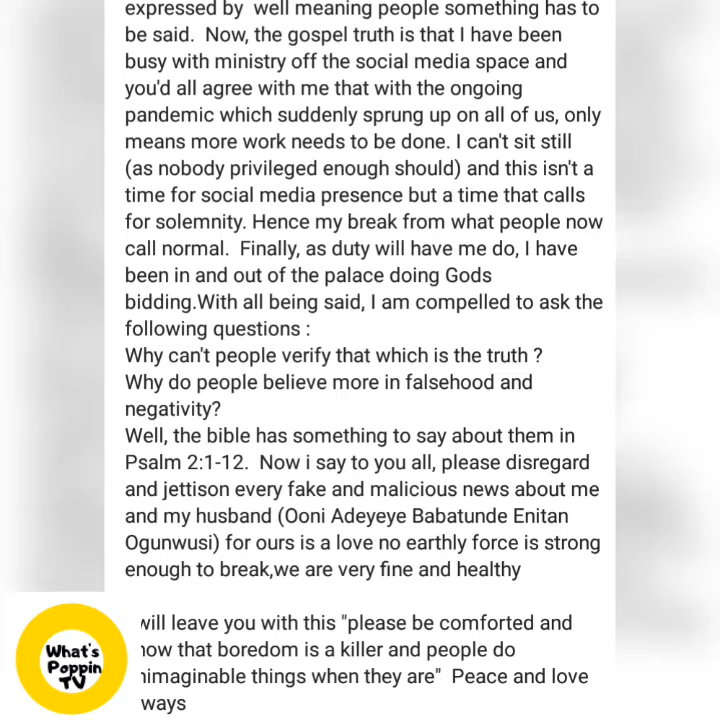 expressed by well meaning people something has to
be said. Now, the gospel truth is that I have been
busy with ministry off the social media space and
you'd all agree with me that with the ongoing
pandemic which suddenly sprung up on all of us, only
means more work needs to be done. I can't sit still
(as nobody privileged enough should) and this isn't a
time for social media presence but a time that calls
for solemnity. Hence my break from what people now
call normal. Finally, as duty will have me do, I have
been in and out of the palace doing Gods
bidding.With all being said, I am compelled to ask the
following questions :
Why can't people verify that which is the truth ?
Why do people believe more in falsehood and
negativity?
Well, the bible has something to say about them in
Psalm 2:1-12. Now i say to you all, please disregard
and jettison every fake and malicious news about me
and my husband (Ooni Adeyeye Babatunde Enitan
Ogunwusi) for ours is a love no earthly force is strong
enough to break,we are very fine and healthy
will leave you with this "please be comforted and
now that boredom is a killer and people do
nimaginable things when they are" Peace and love
ways
What's
Poppin
TV